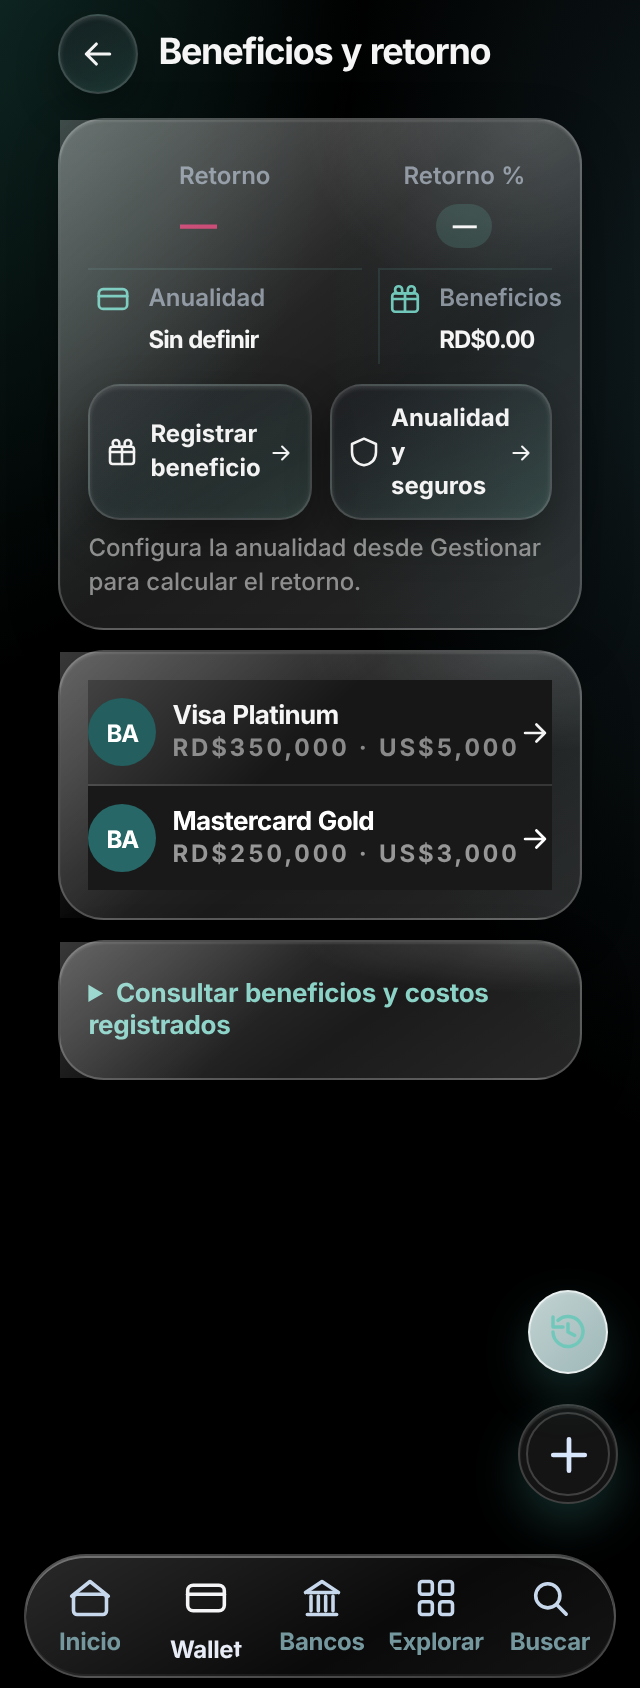 Beneficios y retorno
Retorno
Retorno %
—
—
Anualidad
Sin definir
Beneficios
RD$0.00
Registrar
beneficio
Anualidad
y
seguros
Configura la anualidad desde Gestionar
para calcular el retorno.
BA
Visa Platinum
RD$350,000 · US$5,000
BA
Mastercard Gold
RD$250,000 · US$3,000
Consultar beneficios y costos
registrados
Inicio
Wallet
Bancos
Explorar
Buscar